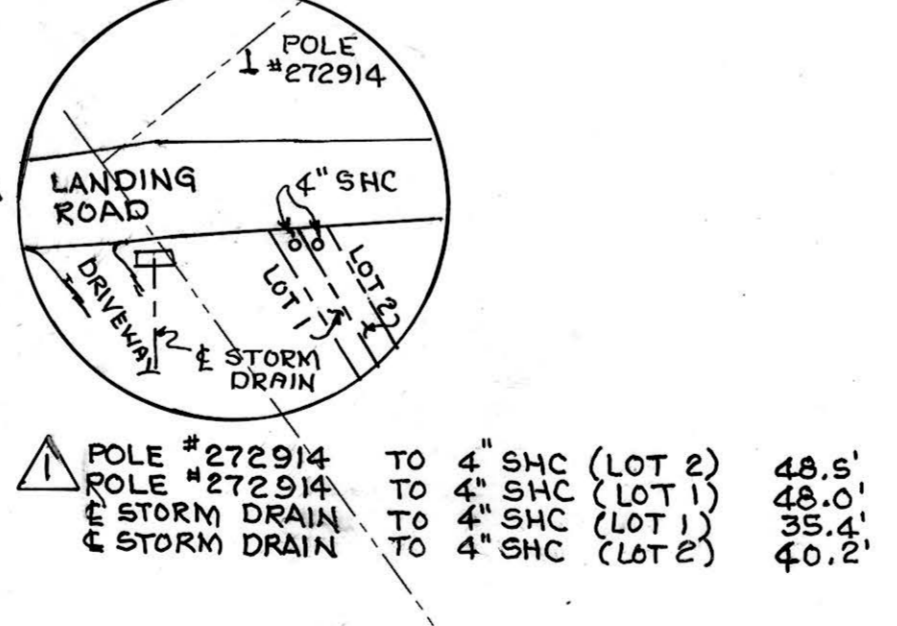 POLE
#272914
LANDING
ROAD
4" SHC
DRIVEWAY
LOT 1
LOT 2
℄ STORM
DRAIN
1
POLE #272914 TO 4" SHC (LOT 2) 48.5'
POLE #272914 TO 4" SHC (LOT 1) 48.0'
℄ STORM DRAIN TO 4" SHC (LOT 1) 35.4'
℄ STORM DRAIN TO 4" SHC (LOT 2) 40.2'